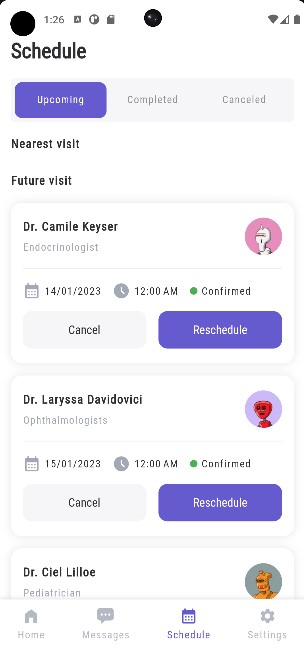 1:26
Schedule
Upcoming Completed Canceled
Nearest visit
Future visit
Dr. Camile Keyser
Endocrinologist
14/01/2023 12:00 AM Confirmed
Cancel Reschedule
Dr. Laryssa Davidovici
Ophthalmologists
15/01/2023 12:00 AM Confirmed
Cancel Reschedule
Dr. Ciel Lilloe
Pediatrician
Home Messages Schedule Settings